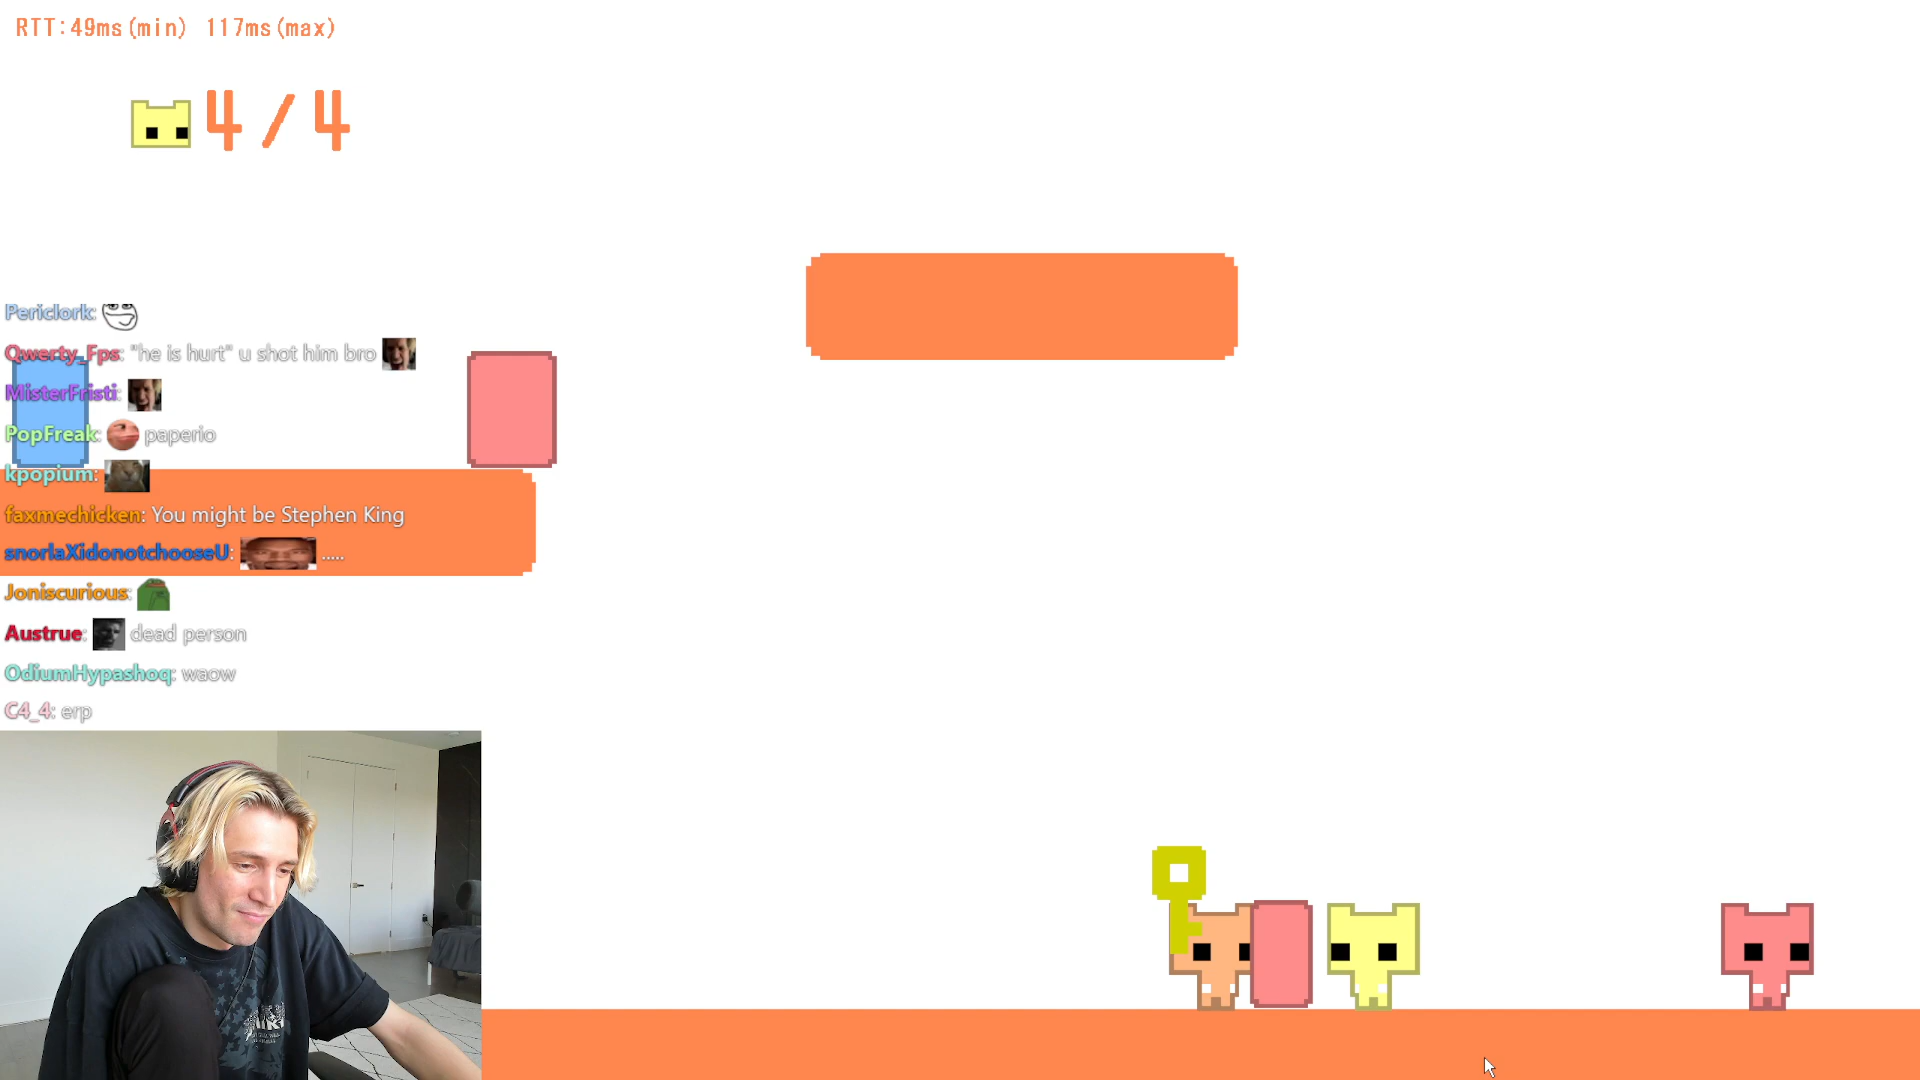 RTT:49ms(min) 117ms(max)
4/4
Periclork:
Qwerty_Fps: "he is hurt" u shot him bro
MisterFristi:
PopFreak: paperio
kpopium:
faxmechicken: You might be Stephen King
snorlaXidonotchooseU: .....
Joniscurious:
Austrue: dead person
OdiumHypashoq: waow
C4_4: erp